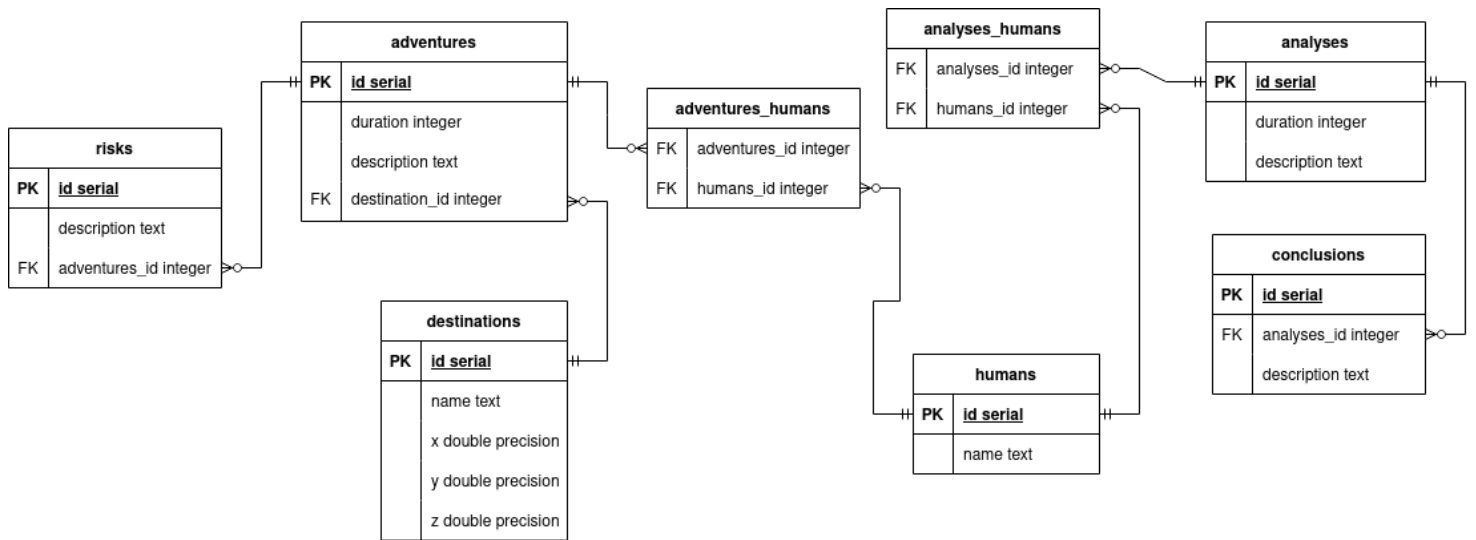 risks
PK id serial
description text
FK adventures_id integer
adventures
PK id serial
duration integer
description text
FK destination_id integer
destinations
PK id serial
name text
x double precision
y double precision
z double precision
adventures_humans
FK adventures_id integer
FK humans_id integer
analyses_humans
FK analyses_id integer
FK humans_id integer
humans
PK id serial
name text
analyses
PK id serial
duration integer
description text
conclusions
PK id serial
FK analyses_id integer
description text